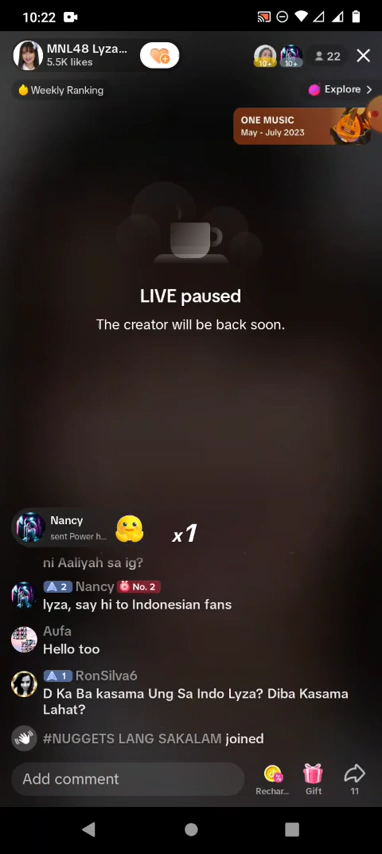 10:22
MNL48 Lyza...
5.5K likes
10+
10+
22
Weekly Ranking
Explore
ONE MUSIC
May - July 2023
LIVE paused
The creator will be back soon.
Nancy
sent Power h...
x1
ni Aaliyah sa ig?
2 Nancy No. 2
lyza, say hi to Indonesian fans
Aufa
Hello too
1 RonSilva6
D Ka Ba kasama Ung Sa Indo Lyza? Diba Kasama
Lahat?
#NUGGETS LANG SAKALAM joined
Add comment
Rechar...
Gift
11